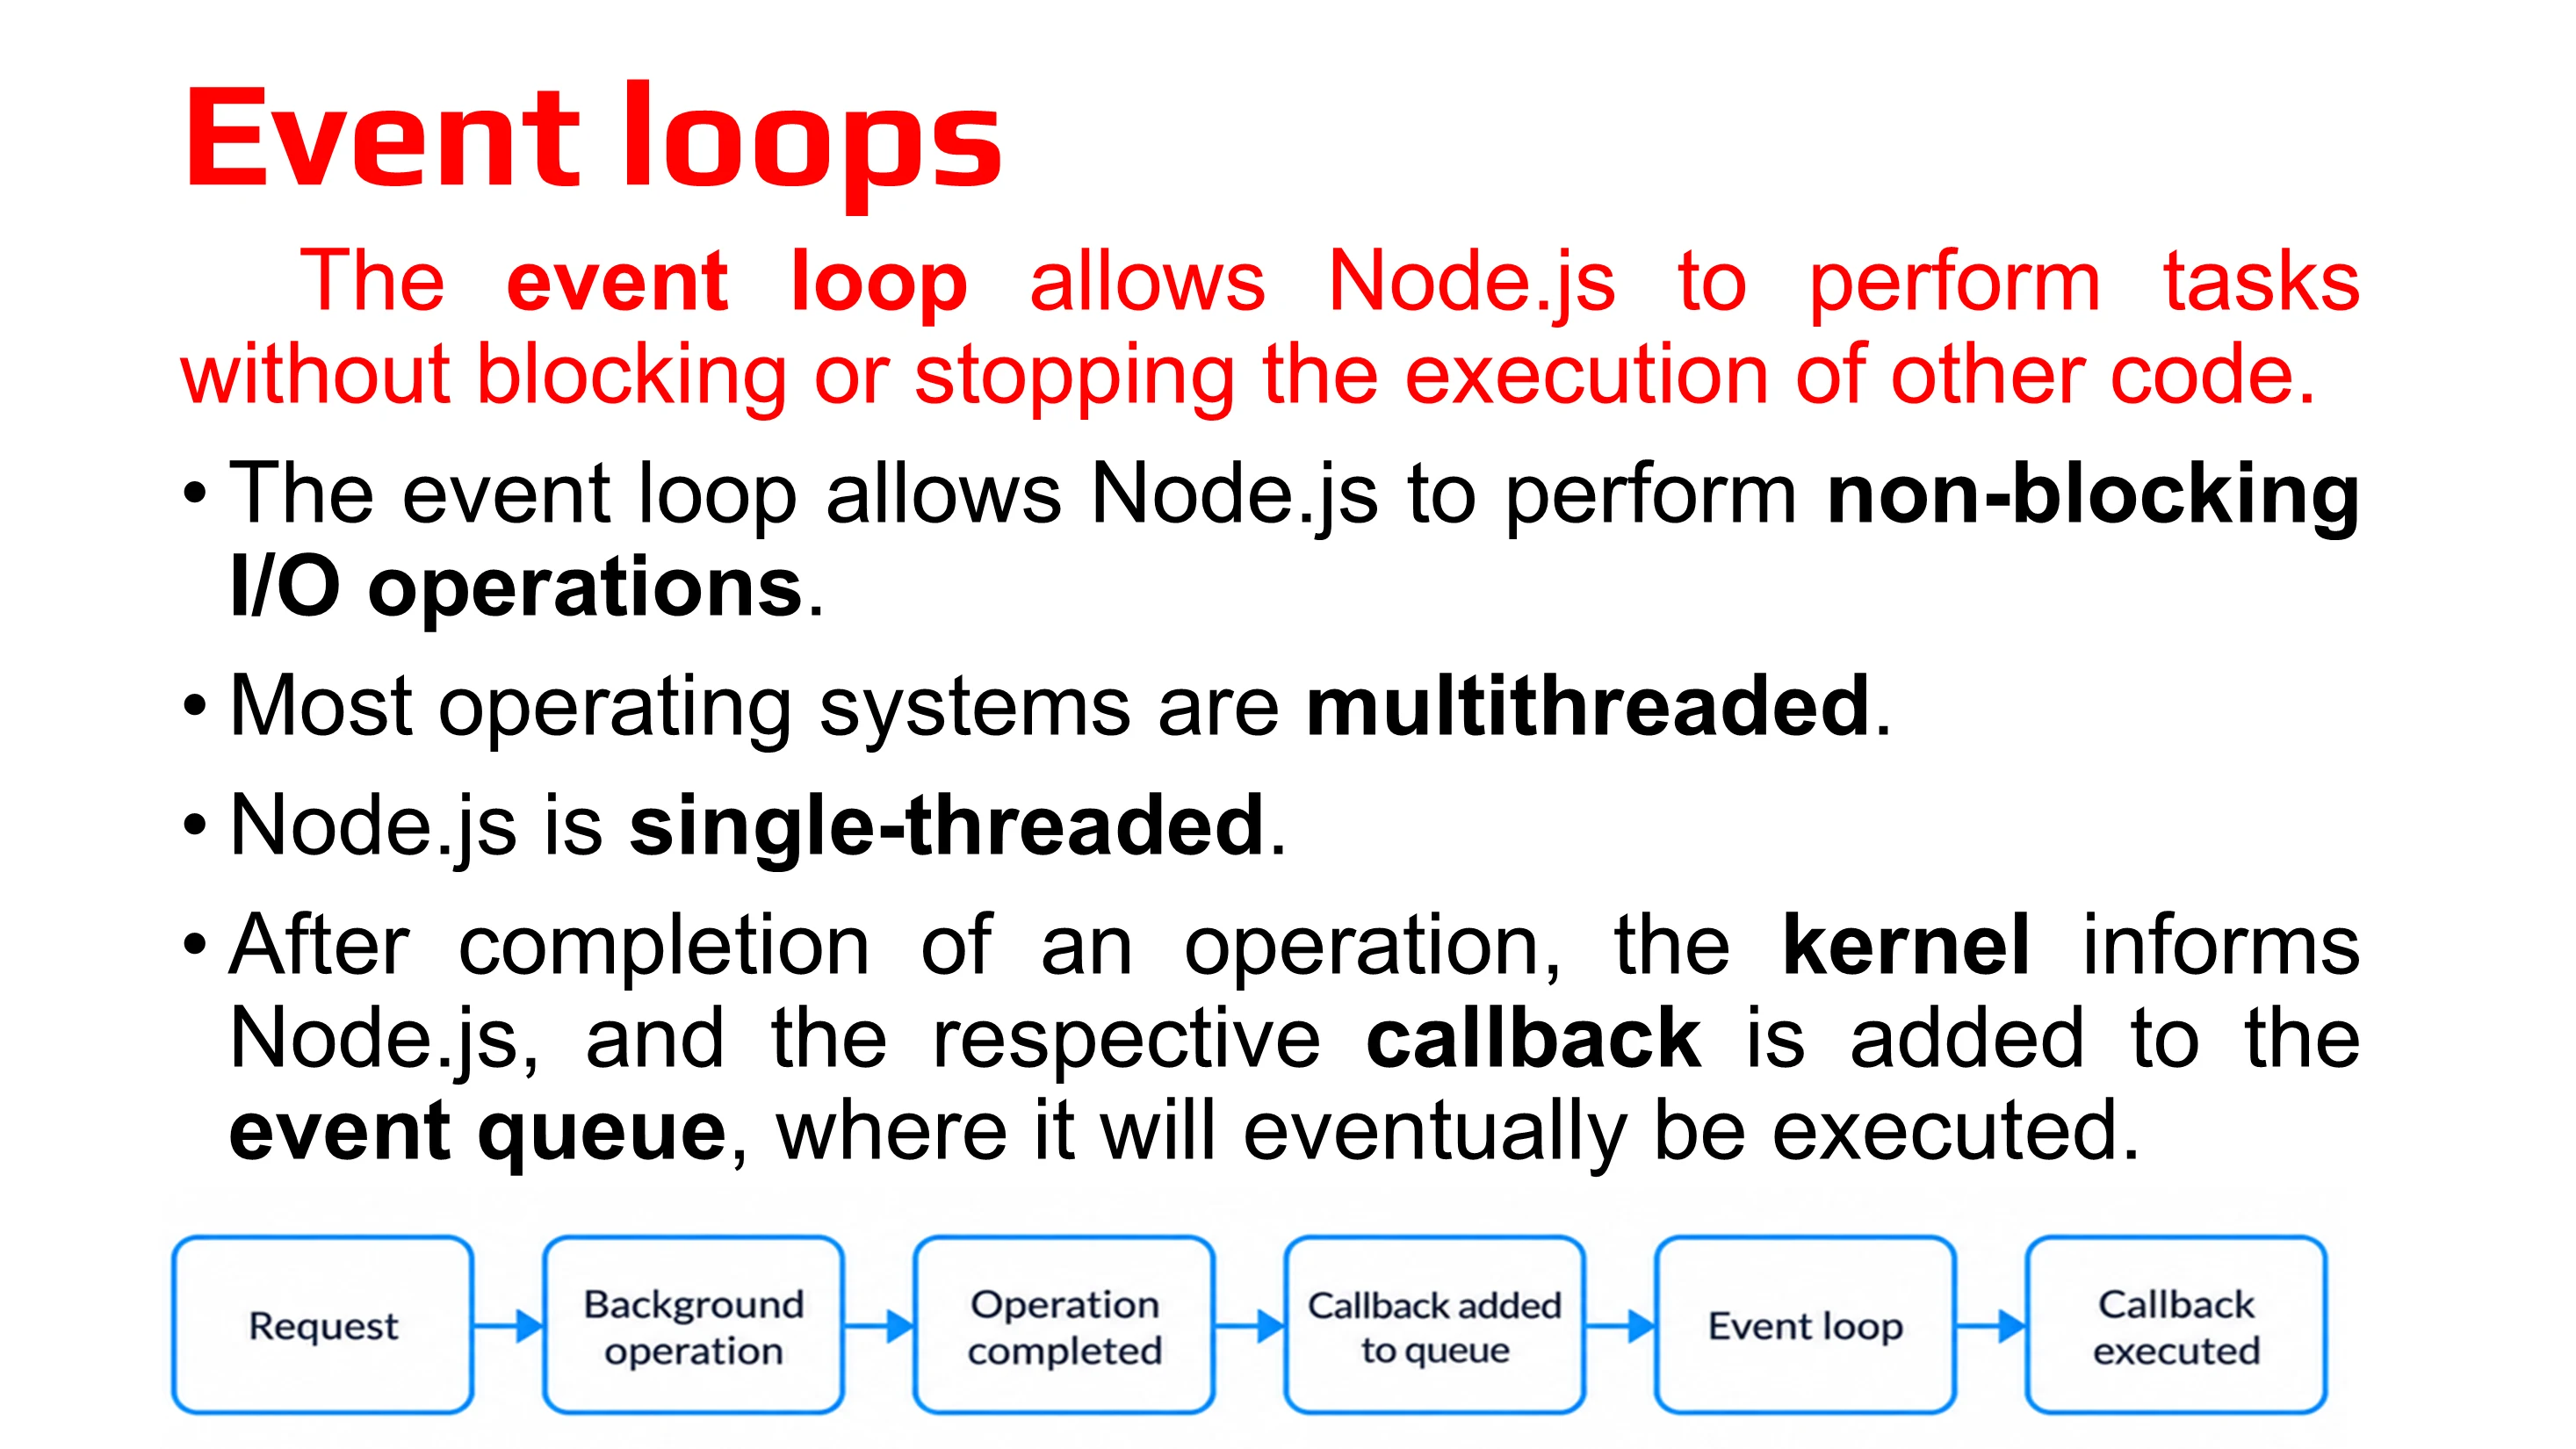 Event loops
The event loop allows Node.js to perform tasks
without blocking or stopping the execution of other code.
• The event loop allows Node.js to perform non-blocking
I/O operations.
• Most operating systems are multithreaded.
• Node.js is single-threaded.
• After completion of an operation, the kernel informs
Node.js, and the respective callback is added to the
event queue, where it will eventually be executed.
Request
Background
operation
Operation
completed
Callback added
to queue
Event loop
Callback
executed